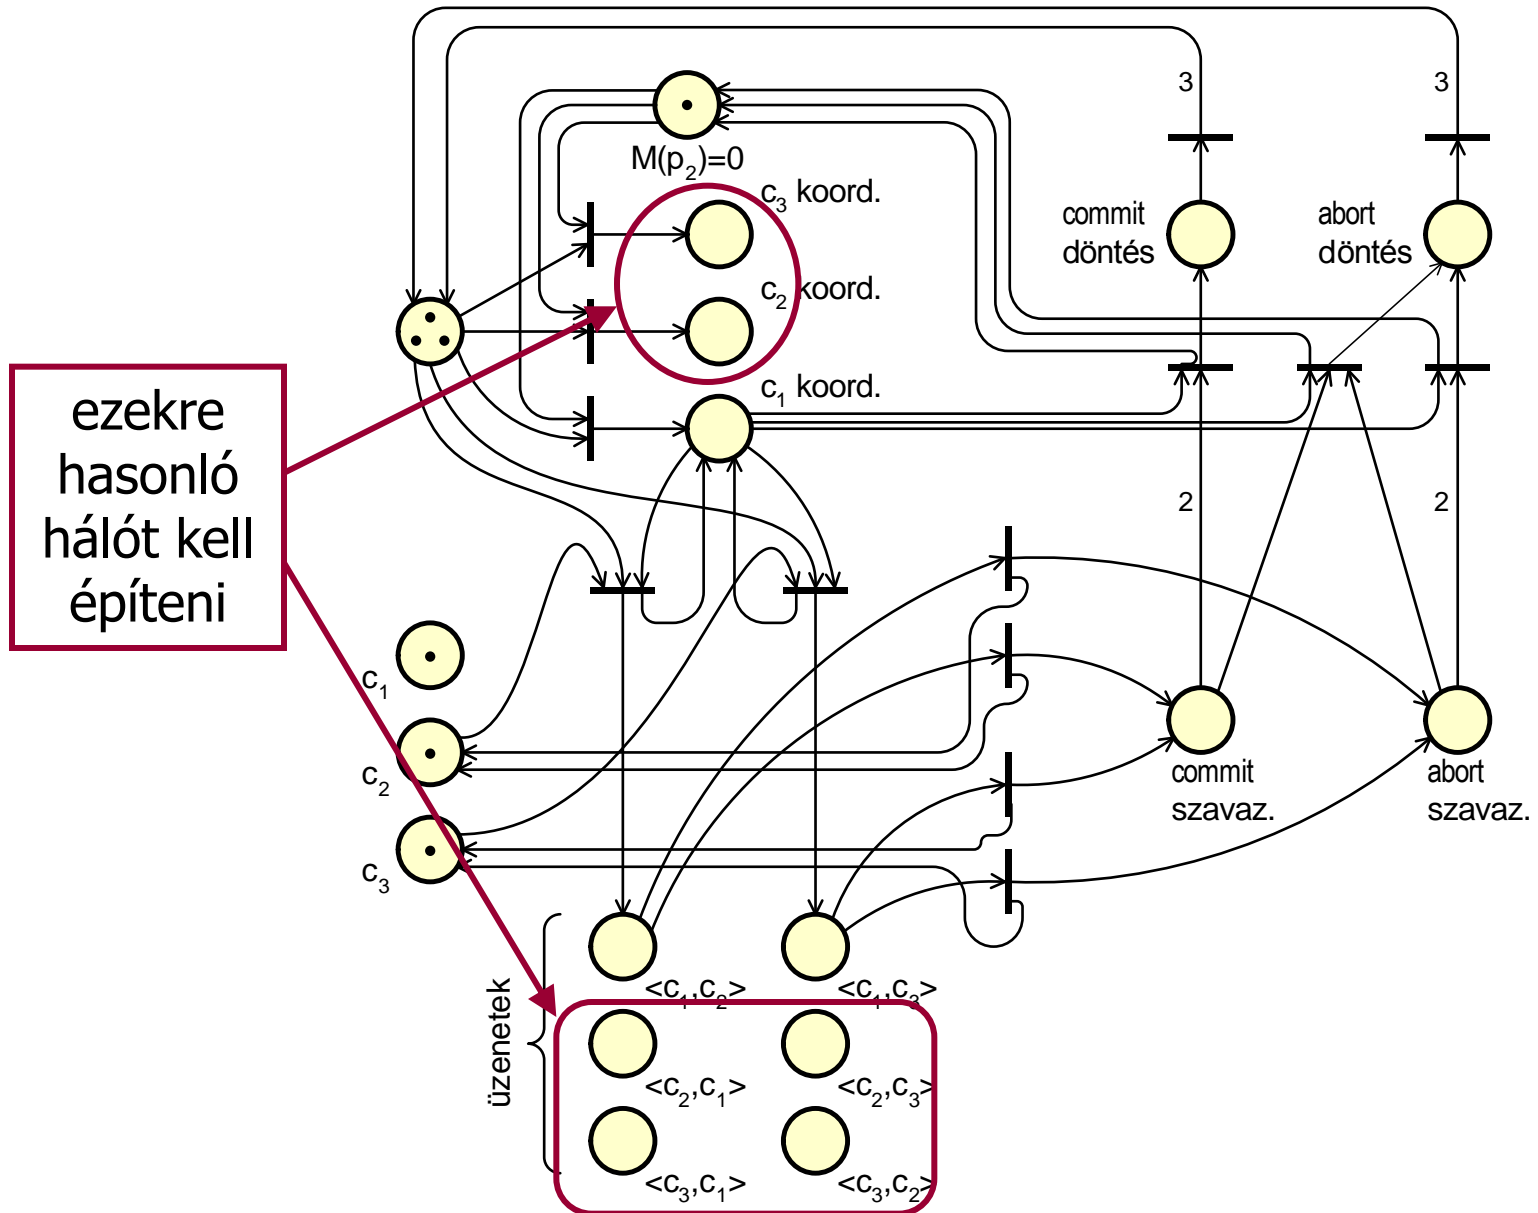 3
3
M(p₂)=0
c₃ koord.
commit
döntés
abort
döntés
c₂ koord.
c₁ koord.
ezekre
hasonló
hálót kell
építeni
2
2
c₁
c₂
c₃
commit
szavaz.
abort
szavaz.
üzenetek
<c₁,c₂>
<c₁,c₃>
<c₂,c₁>
<c₂,c₃>
<c₃,c₁>
<c₃,c₂>